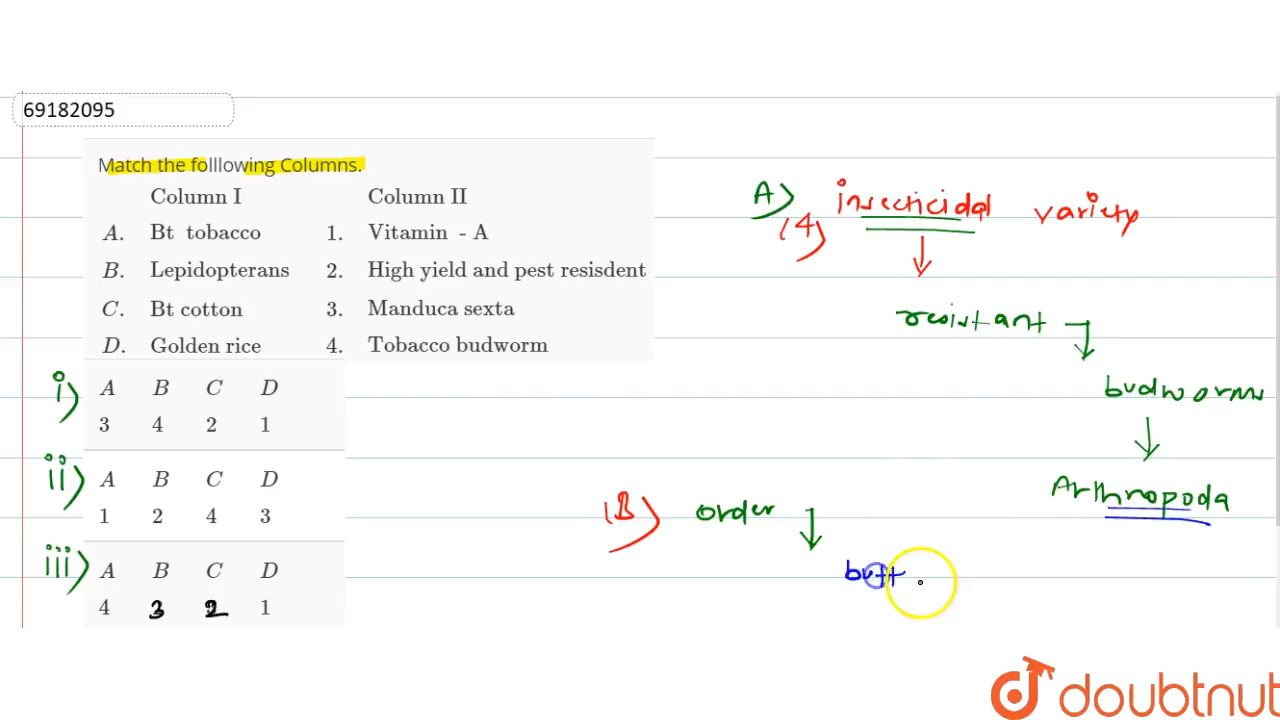 69182095
Match the folllowing Columns.
Column I Column II
A. Bt tobacco 1. Vitamin - A
B. Lepidopterans 2. High yield and pest resisdent
C. Bt cotton 3. Manduca sexta
D. Golden rice 4. Tobacco budworm
i) A B C D
3 4 2 1
ii) A B C D
1 2 4 3
iii) A B C D
4 3 2 1
A) insecticidal variety
(4)
resistant
budworms
Arthropoda
(B) order
butt
doubtnut